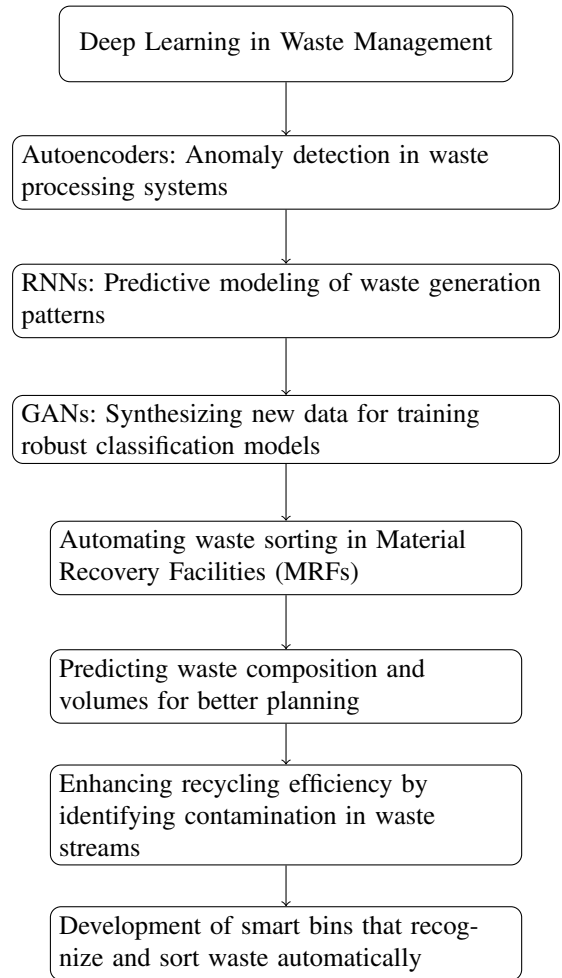 Deep Learning in Waste Management
Autoencoders: Anomaly detection in waste
processing systems
RNNs: Predictive modeling of waste generation
patterns
GANs: Synthesizing new data for training
robust classification models
Automating waste sorting in Material
Recovery Facilities (MRFs)
Predicting waste composition and
volumes for better planning
Enhancing recycling efficiency by
identifying contamination in waste
streams
Development of smart bins that recog-
nize and sort waste automatically